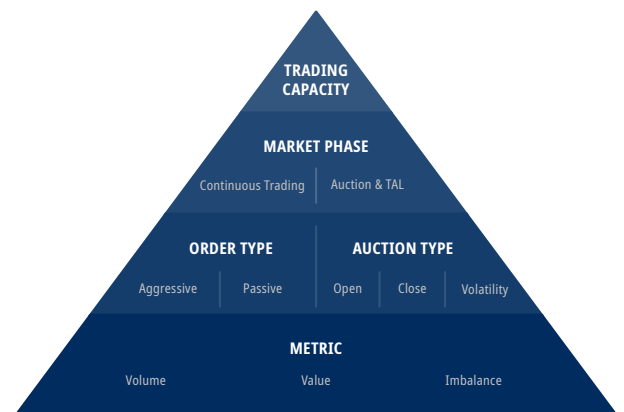 TRADING
CAPACITY
MARKET PHASE
Continuous Trading Auction & TAL
ORDER TYPE AUCTION TYPE
Aggressive Passive Open Close Volatility
METRIC
Volume Value Imbalance